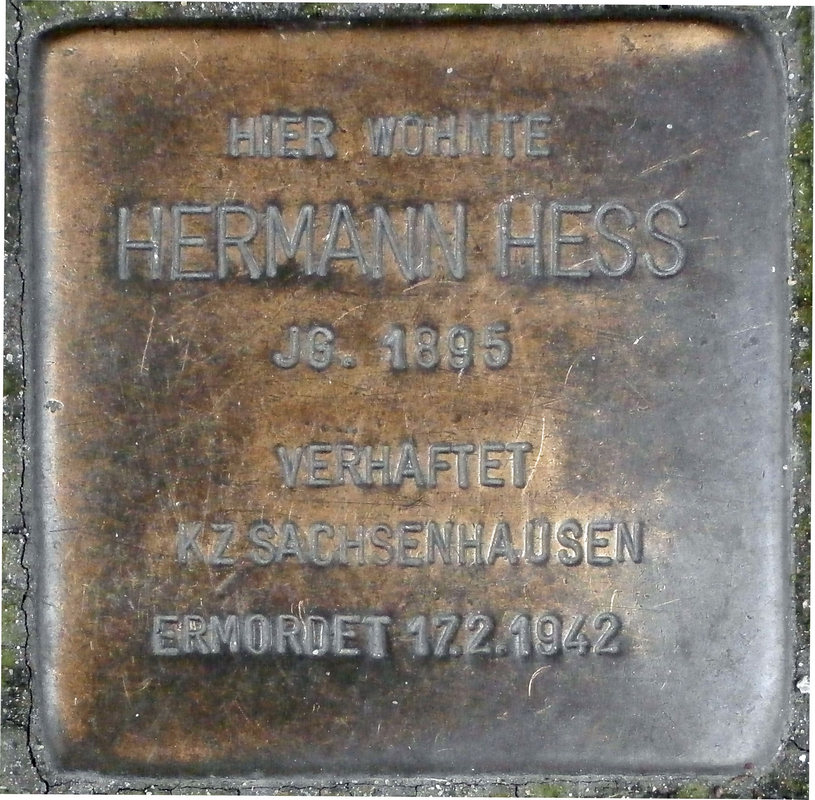 HIER WOHNTE
HERMANN HESS
JG. 1895
VERHAFTET
KZ SACHSENHAUSEN
ERMORDET 17.2.1942